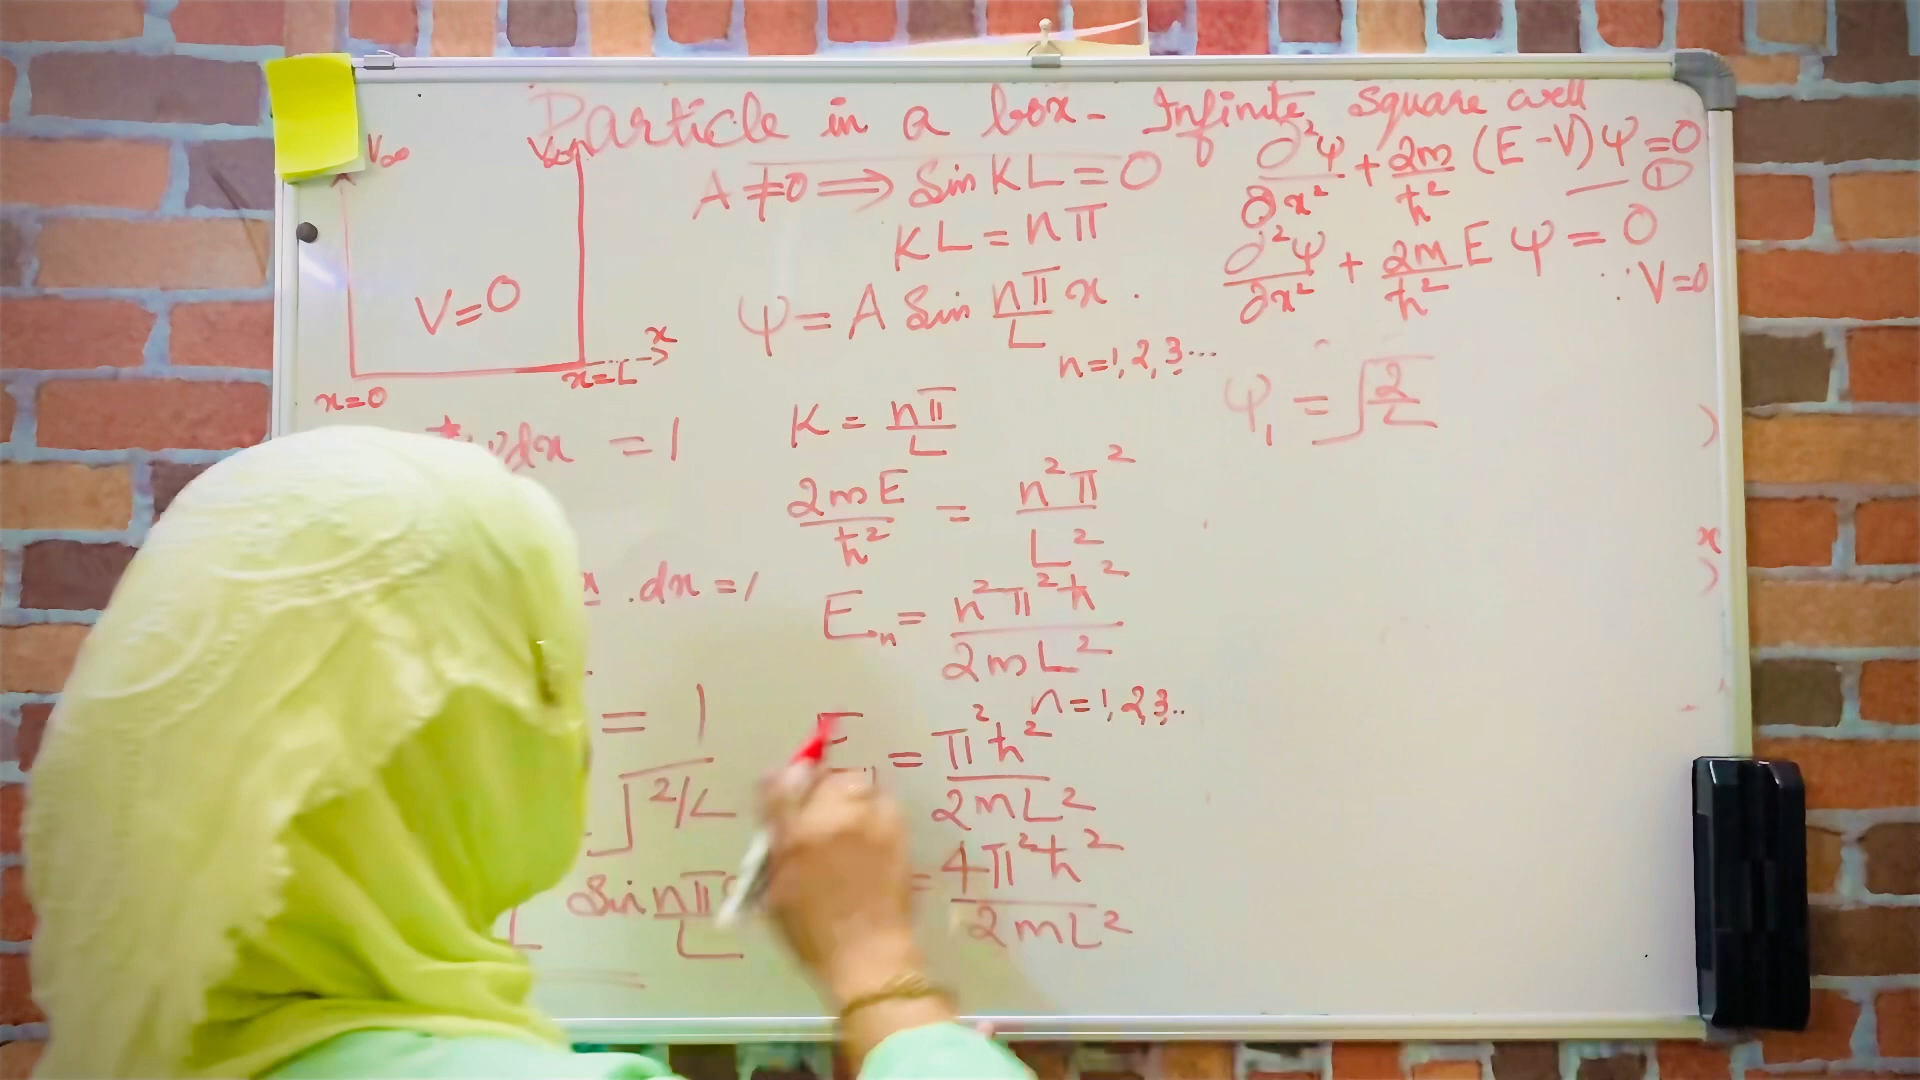 Particle in a box - Infinite square well
V∞
V∞
V=0
x=0
x=L
x
A ≠ 0 ⟹ Sin KL = 0
KL = nπ
ψ = A Sin nπ/L x .
n=1, 2, 3...
K = nπ/L
2mE/ħ² = n²π²/L²
Eₙ = n²π²ħ²/2mL²
n=1, 2, 3..
= π²ħ²/2mL²
= 4π²ħ²/2mL²
dx = 1
. dx = 1
= 1
√2/L
Sin nπ/L
∂²ψ/∂x² + 2m/ħ² (E-V)ψ=0
— ①
∂²ψ/∂x² + 2m/ħ² E ψ = 0
∵ V=0
ψ₁ = √2/L
)
x
)